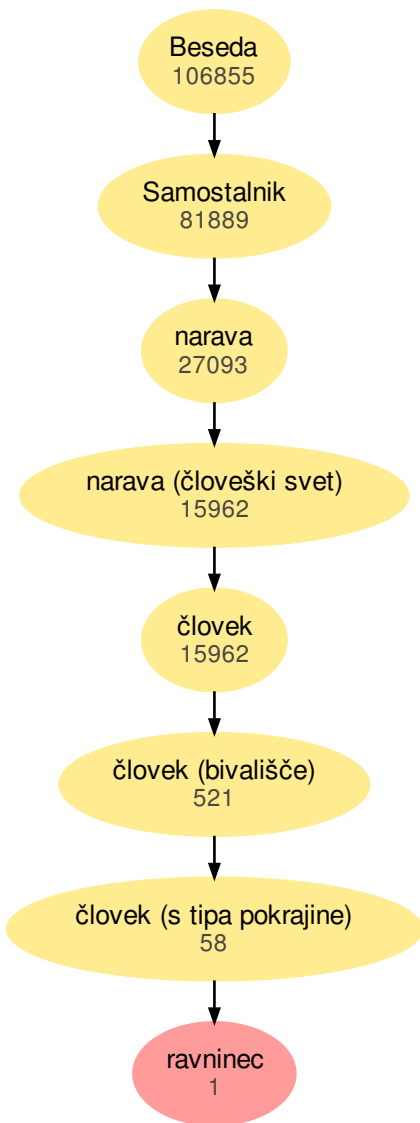 Beseda
106855
Samostalnik
81889
narava
27093
narava (človeški svet)
15962
človek
15962
človek (bivališče)
521
človek (s tipa pokrajine)
58
ravninec
1